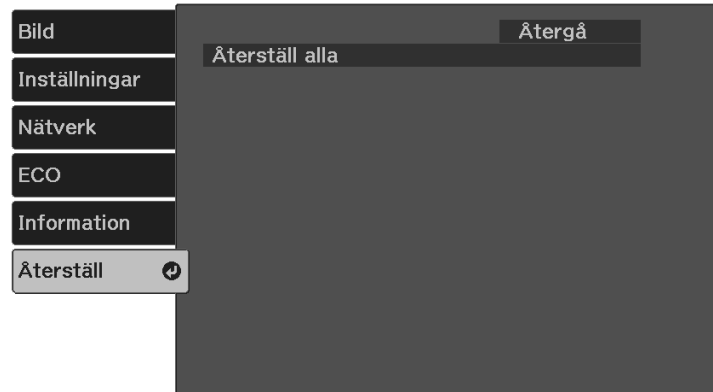 Bild
Inställningar
Nätverk
ECO
Information
Återställ
Återgå
Återställ alla